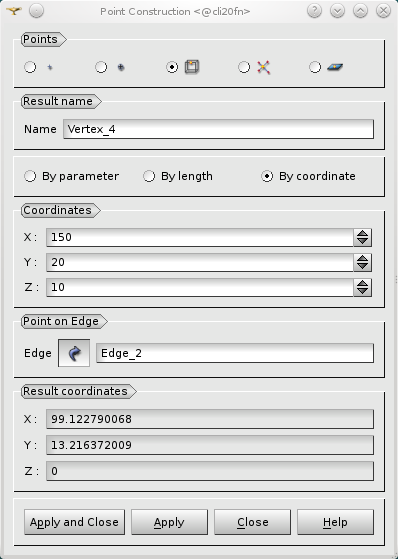 Point Construction <@cli20fn>
Points
Result name
Name Vertex_4
By parameter By length By coordinate
Coordinates
X : 150
Y : 20
Z : 10
Point on Edge
Edge Edge_2
Result coordinates
X : 99.122790068
Y : 13.216372009
Z : 0
Apply and Close Apply Close Help